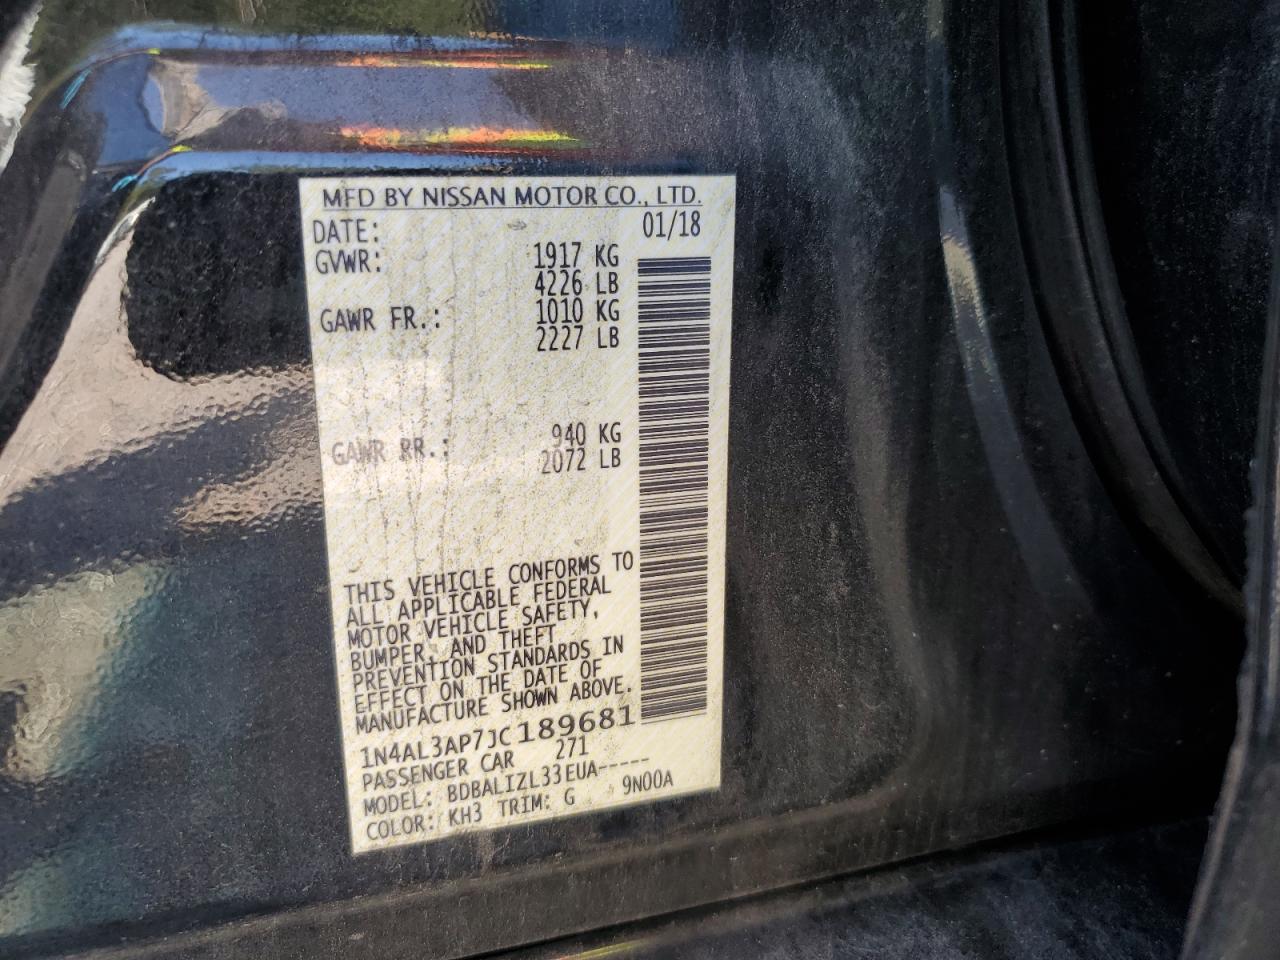 MFD BY NISSAN MOTOR CO., LTD.
DATE: 01/18
GVWR: 1917 KG
4226 LB
GAWR FR.: 1010 KG
2227 LB
GAWR RR.: 940 KG
2072 LB
THIS VEHICLE CONFORMS TO
ALL APPLICABLE FEDERAL
MOTOR VEHICLE SAFETY,
BUMPER, AND THEFT
PREVENTION STANDARDS IN
EFFECT ON THE DATE OF
MANUFACTURE SHOWN ABOVE.
1N4AL3AP7JC189681
PASSENGER CAR 271
MODEL: BDBALIZL33EUA-----
COLOR: KH3 TRIM: G 9N00A